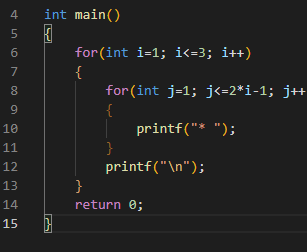 4 int main()
5 {
6 for(int i=1; i<=3; i++)
7 {
8 for(int j=1; j<=2*i-1; j++
9 {
10 printf("* ");
11 }
12 printf("\n");
13 }
14 return 0;
15 }